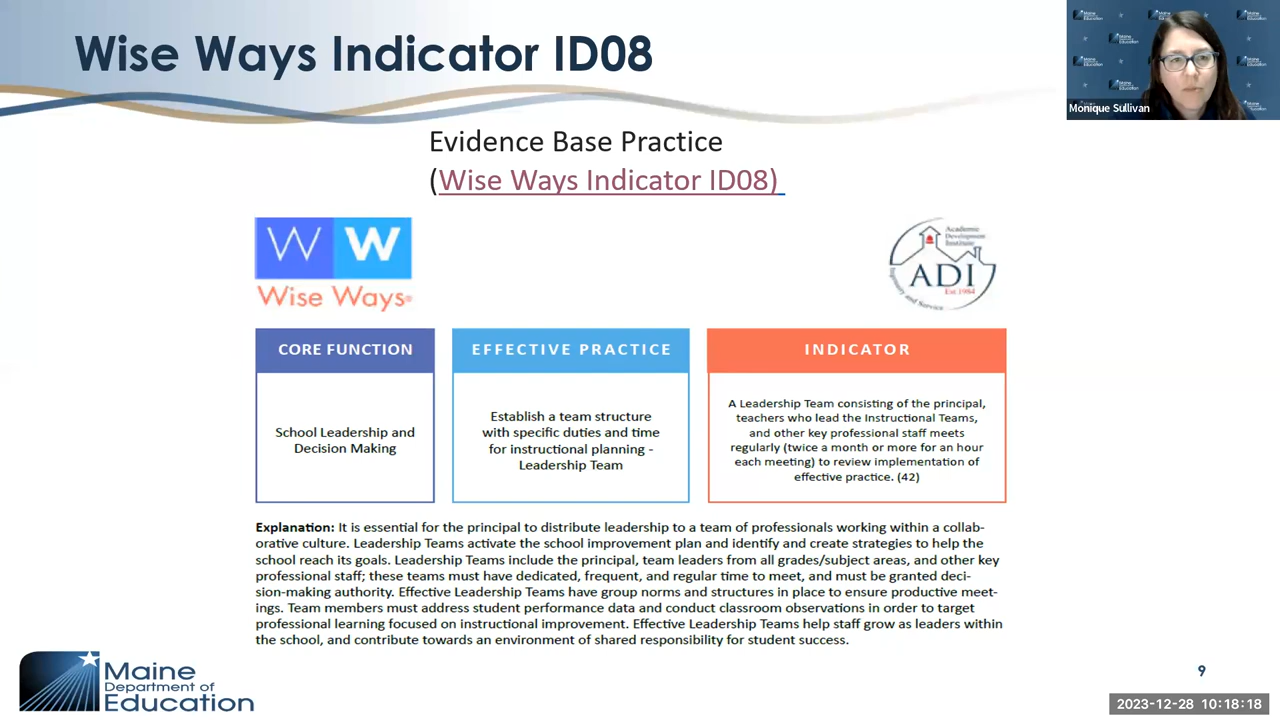 Wise Ways Indicator ID08
Monique Sullivan
Evidence Base Practice
(Wise Ways Indicator ID08)
W W
Wise Ways®
Academic
Development
Institute
ADI
Est.1984
CORE FUNCTION
School Leadership and
Decision Making
EFFECTIVE PRACTICE
Establish a team structure
with specific duties and time
for instructional planning -
Leadership Team
INDICATOR
A Leadership Team consisting of the principal,
teachers who lead the Instructional Teams,
and other key professional staff meets
regularly (twice a month or more for an hour
each meeting) to review implementation of
effective practice. (42)
Explanation: It is essential for the principal to distribute leadership to a team of professionals working within a collab-
orative culture. Leadership Teams activate the school improvement plan and identify and create strategies to help the
school reach its goals. Leadership Teams include the principal, team leaders from all grades/subject areas, and other key
professional staff; these teams must have dedicated, frequent, and regular time to meet, and must be granted deci-
sion-making authority. Effective Leadership Teams have group norms and structures in place to ensure productive meet-
ings. Team members must address student performance data and conduct classroom observations in order to target
professional learning focused on instructional improvement. Effective Leadership Teams help staff grow as leaders within
the school, and contribute towards an environment of shared responsibility for student success.
Maine
Department of
Education
9
2023-12-28 10:18:18